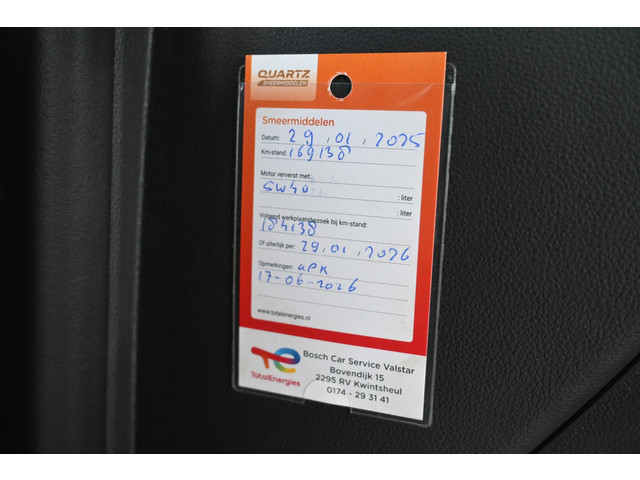 QUARTZ
SMEERMIDDELEN
Smeermiddelen
Datum: 29.01.2025
Km-stand: 169138
Motor ververst met:
5W40 : liter
: liter
Volgend werkplaatsbezoek bij km-stand:
184138
Of uiterlijk per: 29.01.2026
Opmerkingen: APK
17-06-2026
www.totalenergies.nl
TotalEnergies
Bosch Car Service Valstar
Bovendijk 15
2295 RV Kwintsheul
0174 - 29 31 41